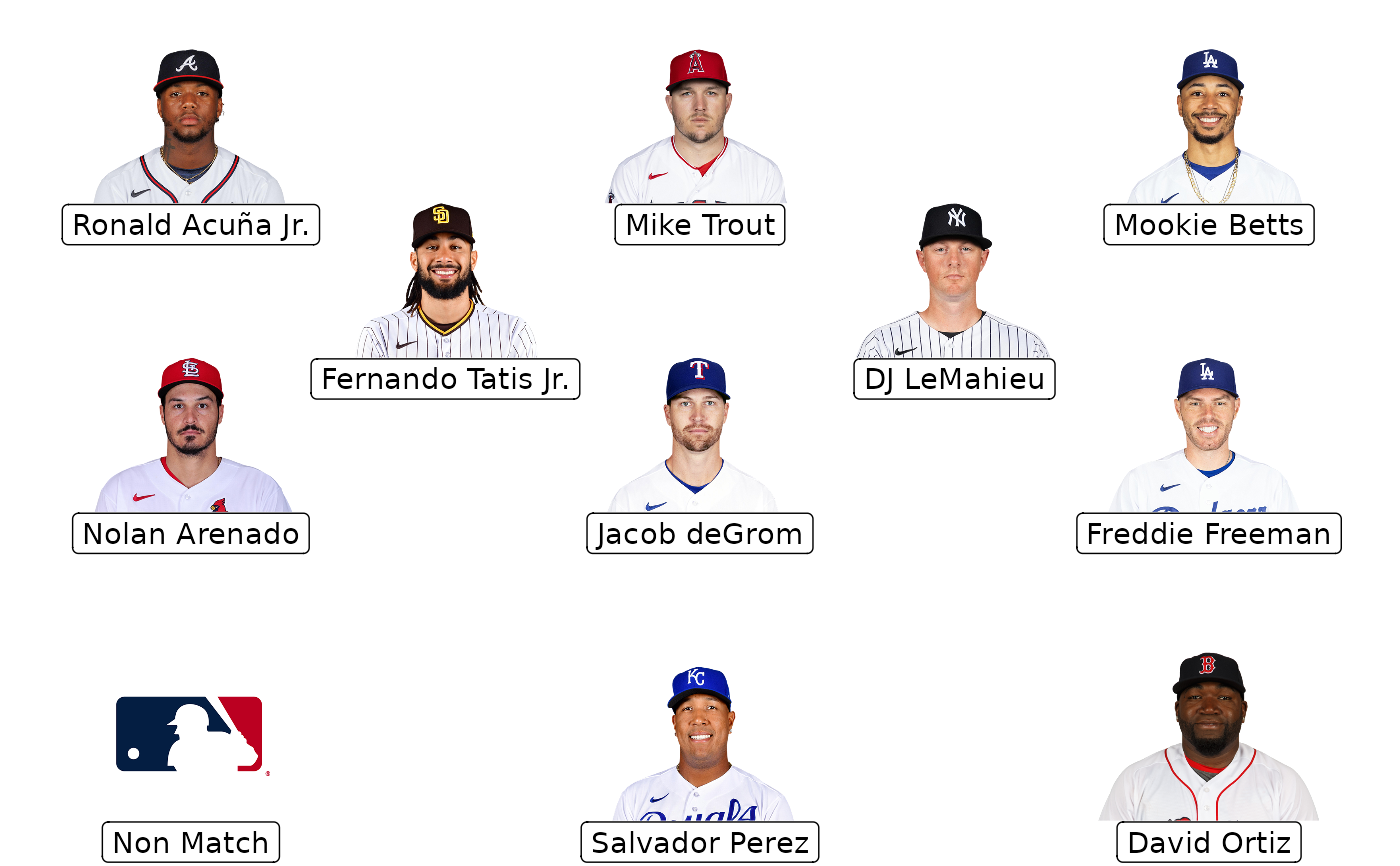 Ronald Acuña Jr.
Mike Trout
Mookie Betts
Fernando Tatis Jr.
DJ LeMahieu
Nolan Arenado
Jacob deGrom
Freddie Freeman
Non Match
Salvador Perez
David Ortiz